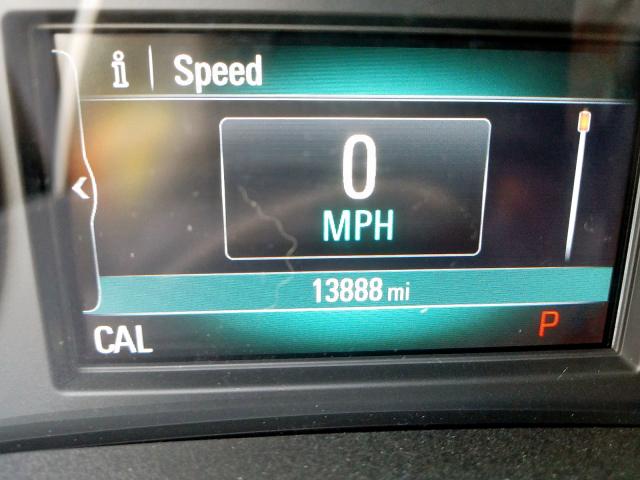 i | Speed
0
MPH
13888 mi
CAL P